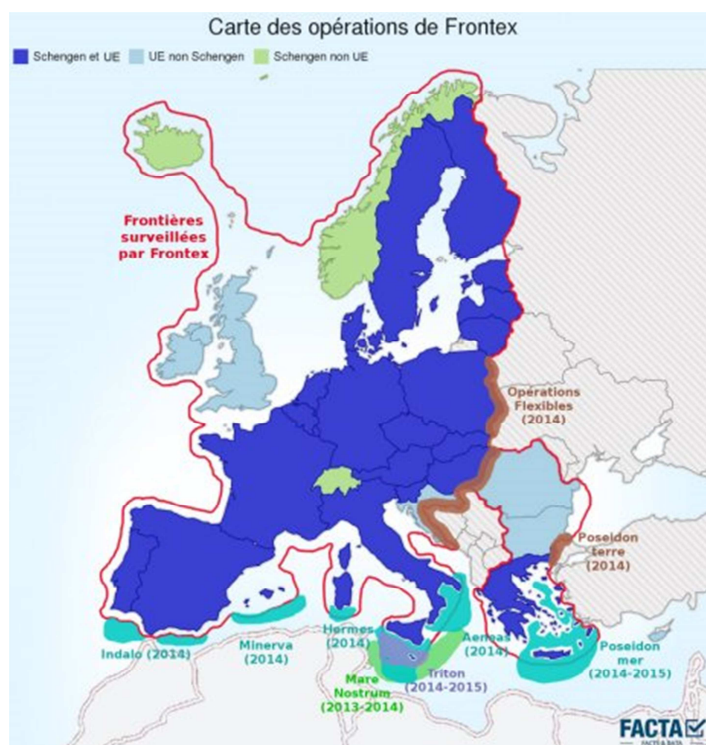 Carte des opérations de Frontex
Schengen et UE
UE non Schengen
Schengen non UE
Frontières
surveillées
par Frontex
Opérations
Flexibles
(2014)
Poseidon
terre
(2014)
Indalo (2014)
Minerva
(2014)
Hermes
(2014)
Mare
Nostrum
(2013-2014)
Triton
(2014-2015)
Aeneas
(2014)
Poseidon
mer
(2014-2015)
FACTA